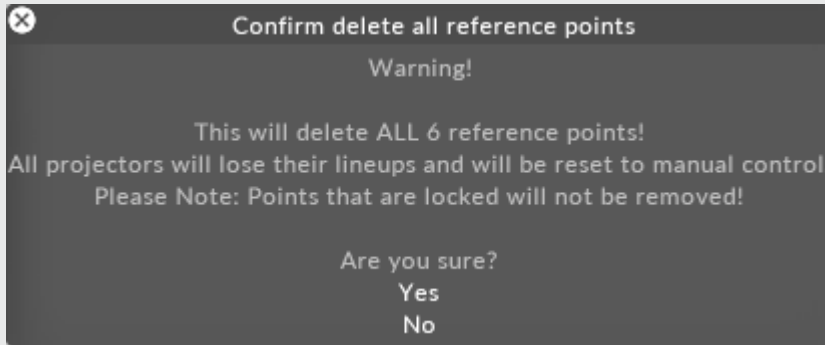 Confirm delete all reference points
Warning!
This will delete ALL 6 reference points!
All projectors will lose their lineups and will be reset to manual control
Please Note: Points that are locked will not be removed!
Are you sure?
Yes
No